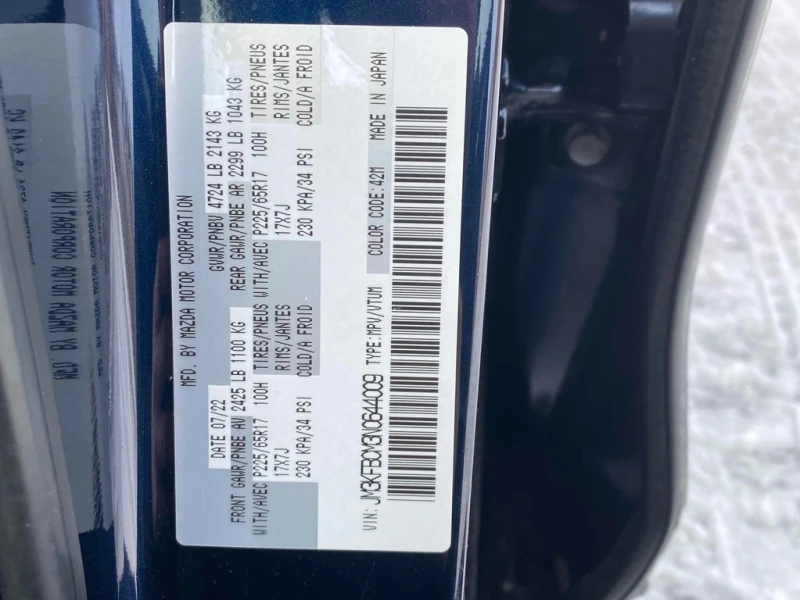 MFD. BY MAZDA MOTOR CORPORATION
DATE 07/22 GVWR/PNBV 4724 LB 2143 KG
FRONT GAWR/PNBE AV 2425 LB 1100 KG REAR GAWR/PNBE AR 2299 LB 1043 KG
WITH/AVEC P225/65R17 100H TIRES/PNEUS WITH/AVEC P225/65R17 100H TIRES/PNEUS
17X7J RIMS/JANTES 17X7J RIMS/JANTES
230 KPA/34 PSI COLD/A FROID 230 KPA/34 PSI COLD/A FROID
VIN: JM3KFBCM3N0644009 TYPE:MPV/VTUM COLOR CODE:42M MADE IN JAPAN